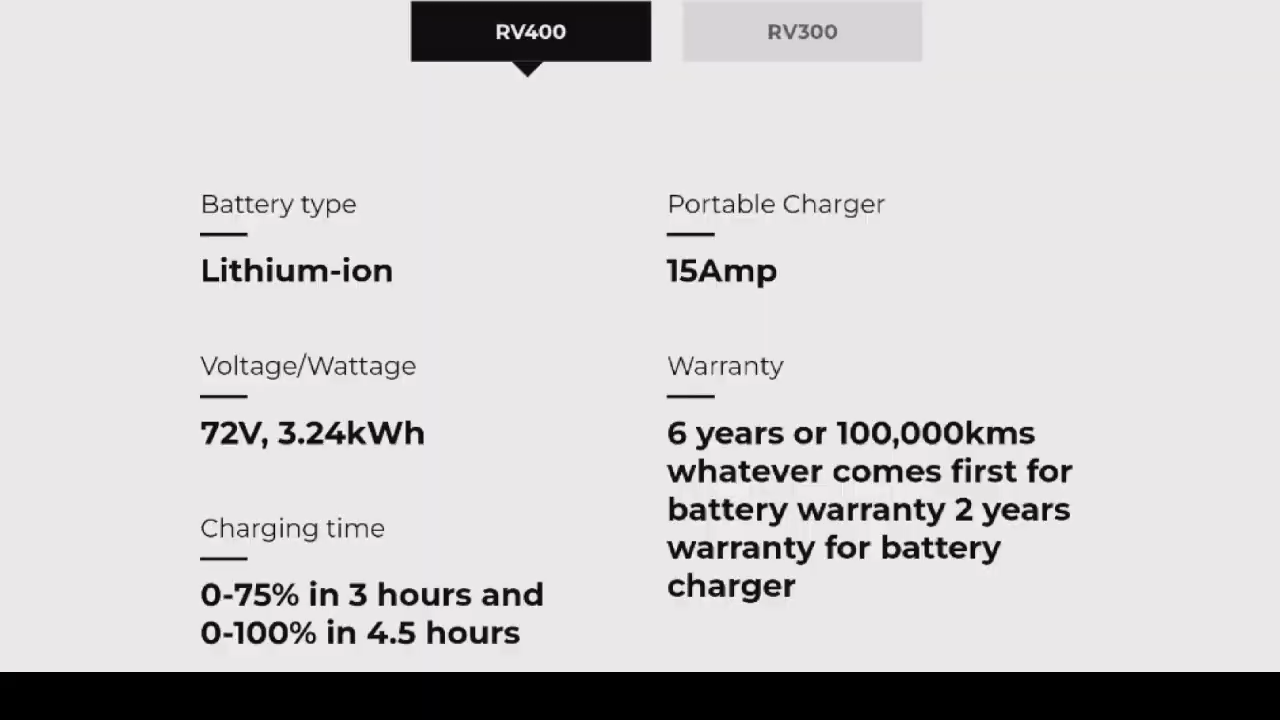 RV400
RV300
Battery type
Lithium-ion
Voltage/Wattage
72V, 3.24kWh
Charging time
0-75% in 3 hours and
0-100% in 4.5 hours
Portable Charger
15Amp
Warranty
6 years or 100,000kms
whatever comes first for
battery warranty 2 years
warranty for battery
charger